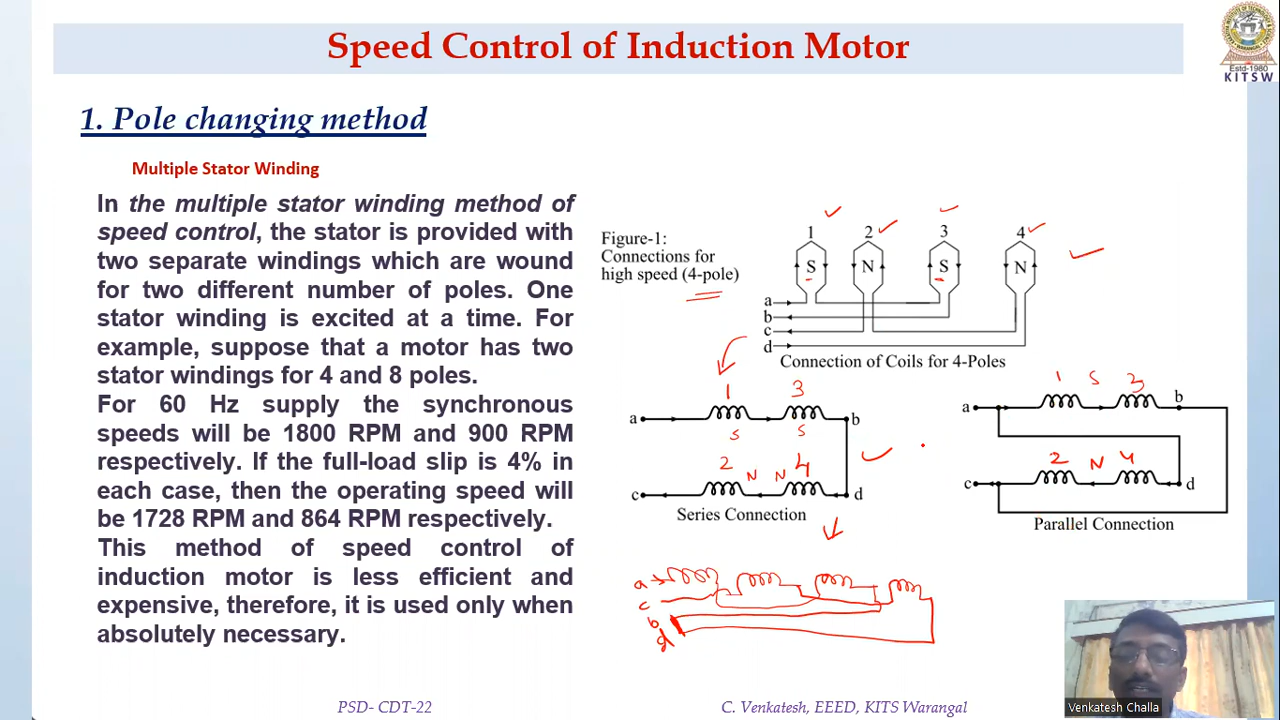 Speed Control of Induction Motor
Estd-1980
KITSW
1. Pole changing method
Multiple Stator Winding
In the multiple stator winding method of
speed control, the stator is provided with
two separate windings which are wound
for two different number of poles. One
stator winding is excited at a time. For
example, suppose that a motor has two
stator windings for 4 and 8 poles.
For 60 Hz supply the synchronous
speeds will be 1800 RPM and 900 RPM
respectively. If the full-load slip is 4% in
each case, then the operating speed will
be 1728 RPM and 864 RPM respectively.
This method of speed control of
induction motor is less efficient and
expensive, therefore, it is used only when
absolutely necessary.
Figure-1:
Connections for
high speed (4-pole)
1 2 3 4
S N S N
a
b
c
d
Connection of Coils for 4-Poles
1 3
a b
S S
2 N N 4
c d
Series Connection
1 S 3
a b
2 N 4
c d
Parallel Connection
a
c
b
d
PSD- CDT-22
C. Venkatesh, EEED, KITS Warangal
Venkatesh Challa